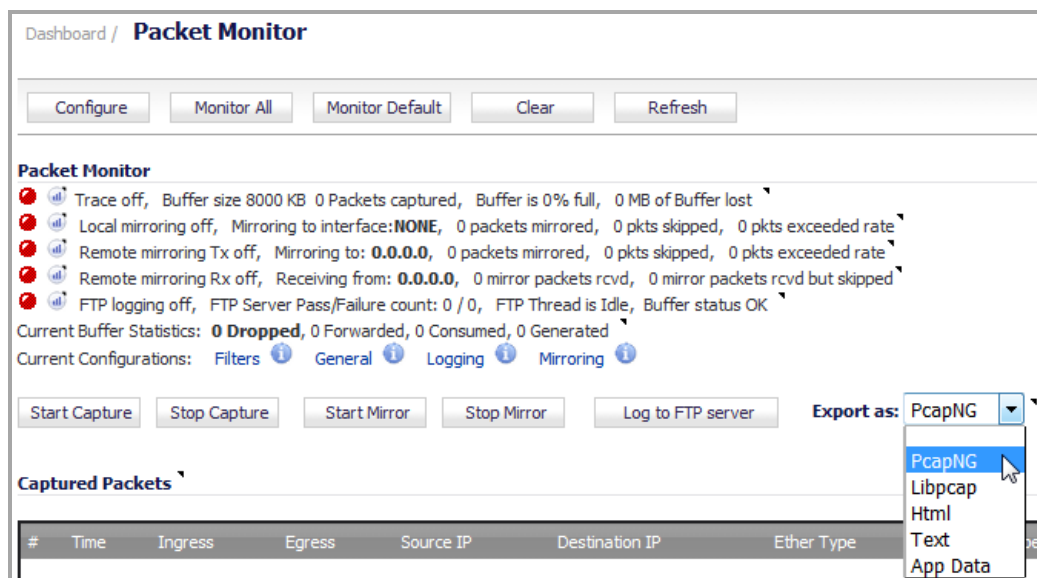 Dashboard / Packet Monitor
Configure Monitor All Monitor Default Clear Refresh
Packet Monitor
Trace off, Buffer size 8000 KB 0 Packets captured, Buffer is 0% full, 0 MB of Buffer lost
Local mirroring off, Mirroring to interface:NONE, 0 packets mirrored, 0 pkts skipped, 0 pkts exceeded rate
Remote mirroring Tx off, Mirroring to: 0.0.0.0, 0 packets mirrored, 0 pkts skipped, 0 pkts exceeded rate
Remote mirroring Rx off, Receiving from: 0.0.0.0, 0 mirror packets rcvd, 0 mirror packets rcvd but skipped
FTP logging off, FTP Server Pass/Failure count: 0 / 0, FTP Thread is Idle, Buffer status OK
Current Buffer Statistics: 0 Dropped, 0 Forwarded, 0 Consumed, 0 Generated
Current Configurations: Filters General Logging Mirroring
Start Capture Stop Capture Start Mirror Stop Mirror Log to FTP server Export as: PcapNG
PcapNG
Libpcap
Html
Text
App Data
Captured Packets
# Time Ingress Egress Source IP Destination IP Ether Type